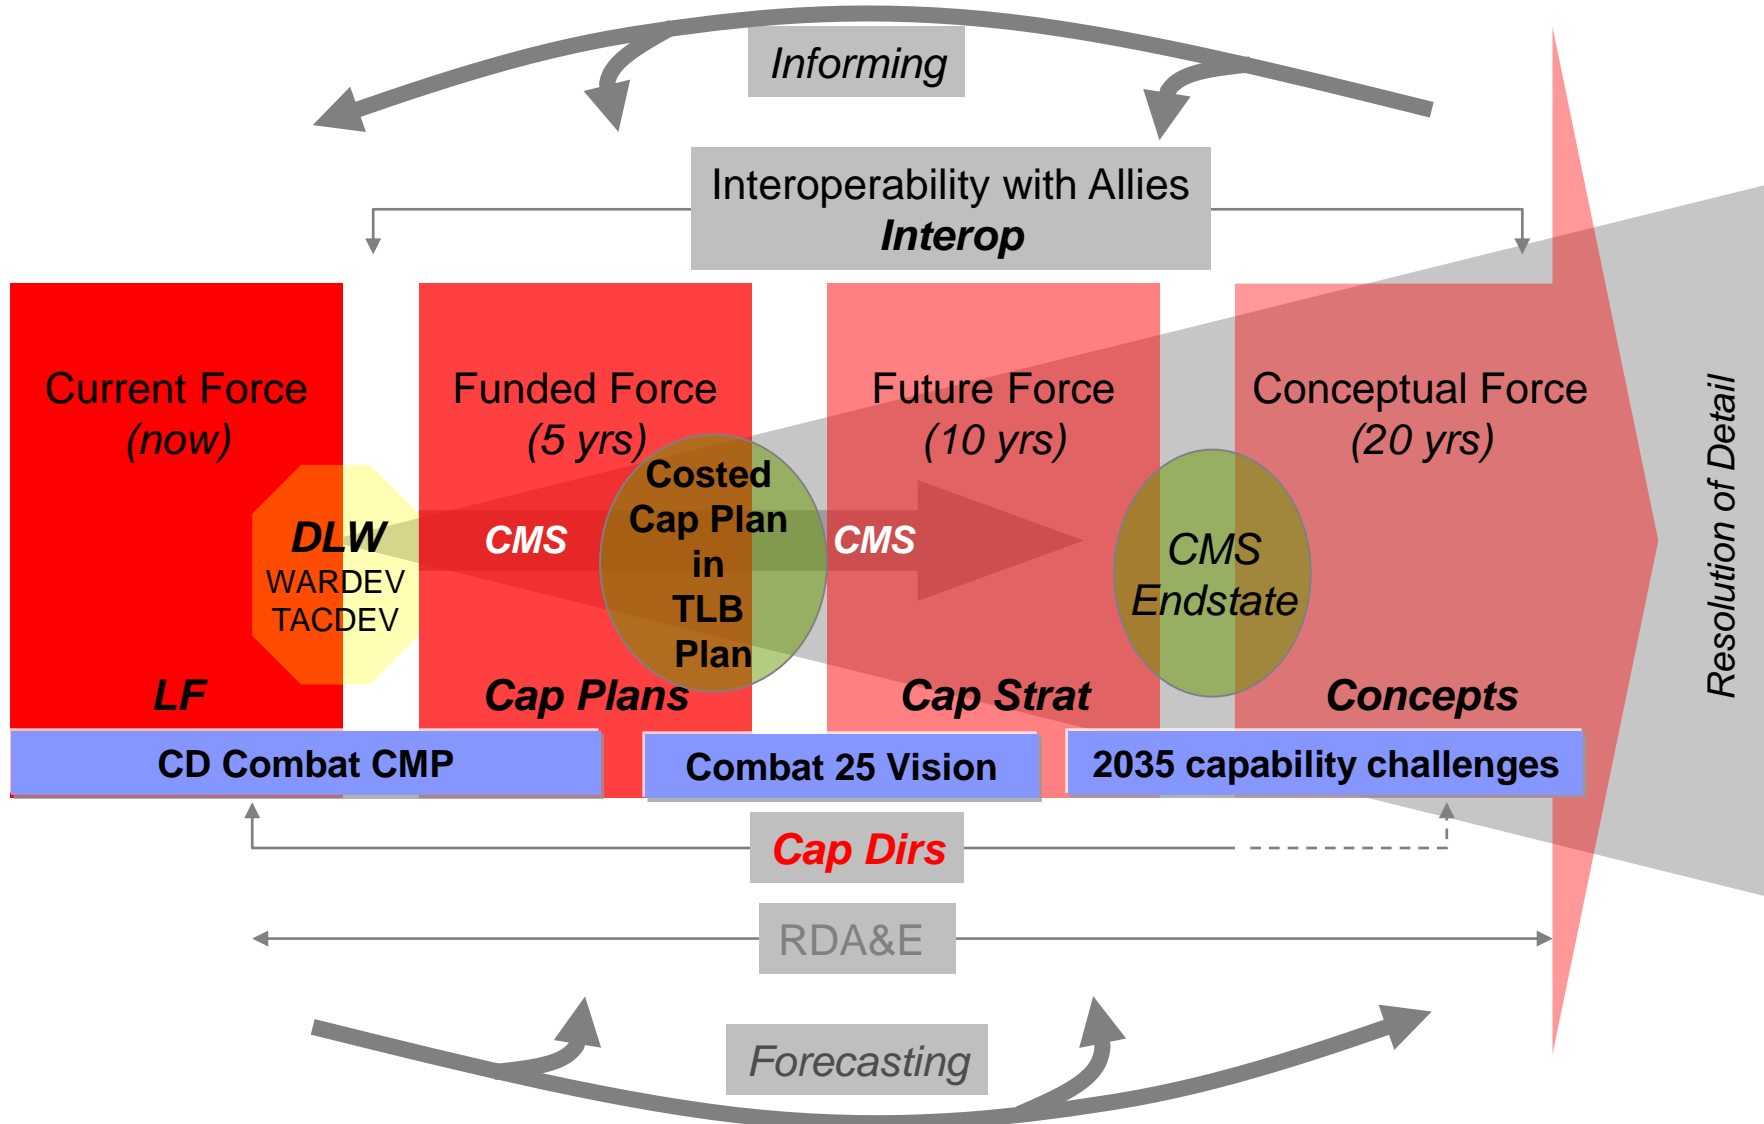 Informing
Interoperability with Allies
Interop
Current Force
(now)
Funded Force
(5 yrs)
Future Force
(10 yrs)
Conceptual Force
(20 yrs)
Resolution of Detail
DLW
WARDEV
TACDEV
CMS
Costed
Cap Plan
in
TLB
Plan
CMS
CMS
Endstate
LF
Cap Plans
Cap Strat
Concepts
CD Combat CMP
Combat 25 Vision
2035 capability challenges
Cap Dirs
RDA&E
Forecasting